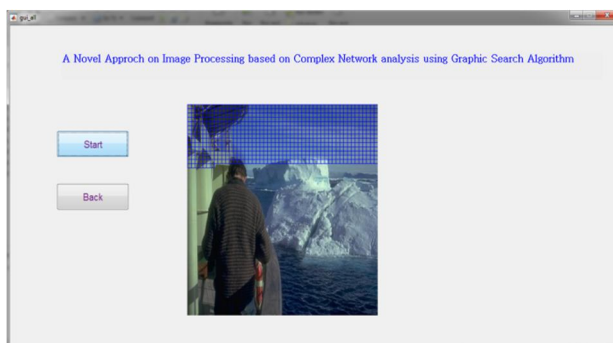 gui_all
A Novel Approch on Image Processing based on Complex Network analysis using Graphic Search Algorithm
Start
Back